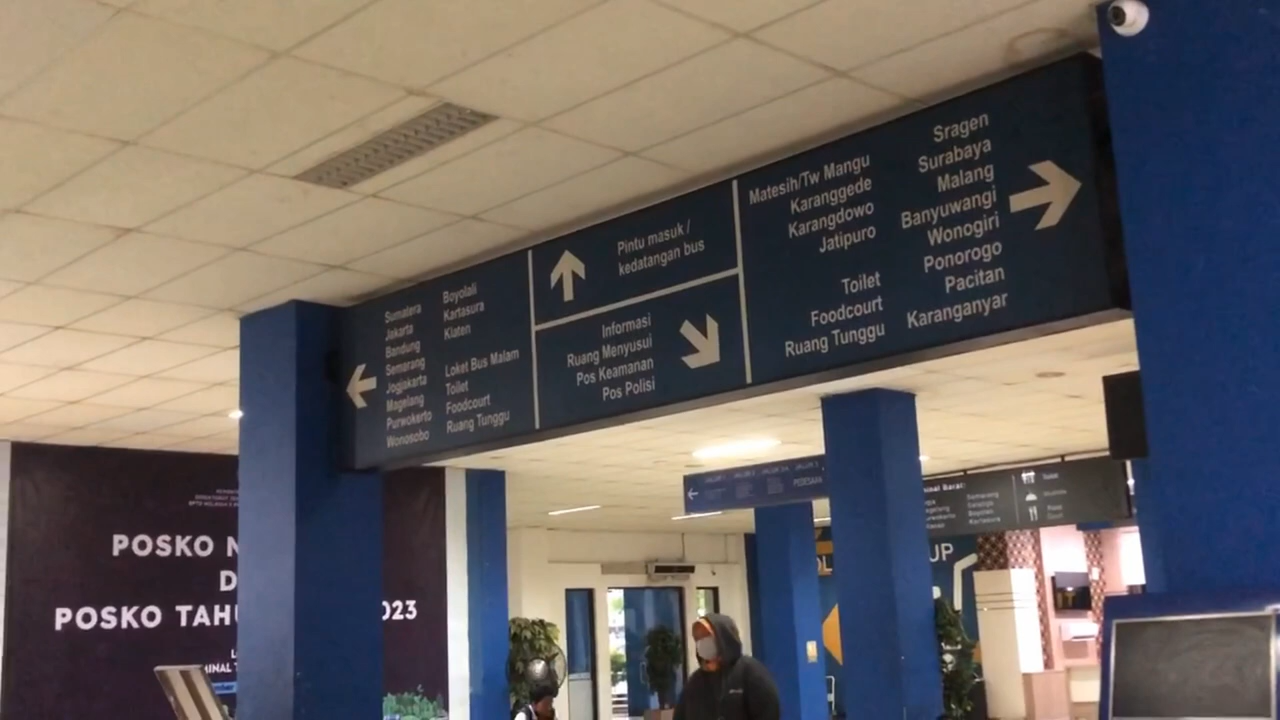 Sumatera
Jakarta
Bandung
Semarang
Jogjakarta
Magelang
Purwokerto
Wonosobo
Boyolali
Kartasura
Klaten
Loket Bus Malam
Toilet
Foodcourt
Ruang Tunggu
Pintu masuk /
kedatangan bus
Informasi
Ruang Menyusui
Pos Keamanan
Pos Polisi
Matesih/Tw Mangu
Karanggede
Karangdowo
Jatipuro
Toilet
Foodcourt
Ruang Tunggu
Sragen
Surabaya
Malang
Banyuwangi
Wonogiri
Ponorogo
Pacitan
Karanganyar
POSKO N
D
POSKO TAHU 023
UP